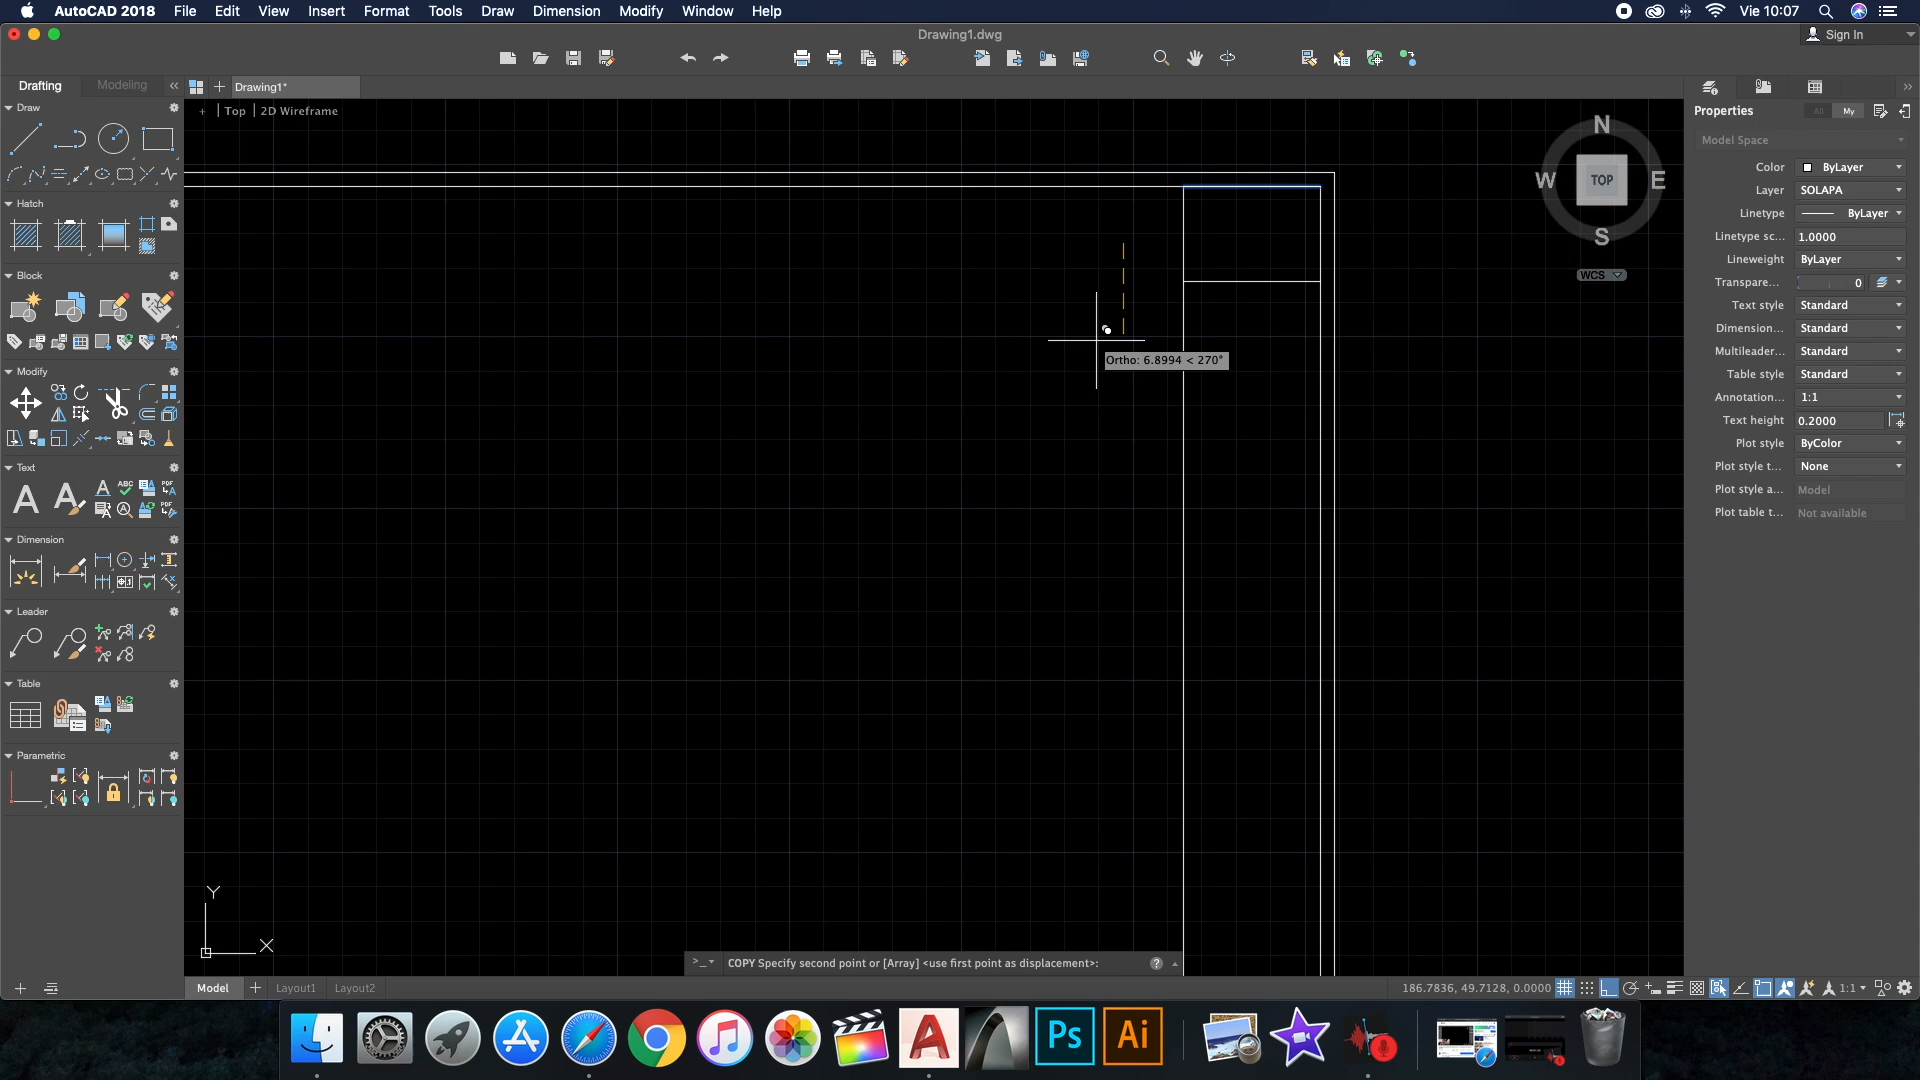 AutoCAD 2018 File Edit View Insert Format Tools Draw Dimension Modify Window Help Vie 10:07
Drawing1.dwg
Sign In
Drafting Modeling Drawing1*
Draw
+ | Top | 2D Wireframe
Hatch
Block
Modify
Text
A A
ABC PDF
PDF
Dimension
Leader
Table
Parametric
N
W TOP E
S
WCS
Ortho: 6.8994 < 270°
Properties All My
Model Space
Color ByLayer
Layer SOLAPA
Linetype ByLayer
Linetype sc... 1.0000
Lineweight ByLayer
Transpare... 0
Text style Standard
Dimension... Standard
Multileader... Standard
Table style Standard
Annotation... 1:1
Text height 0.2000
Plot style ByColor
Plot style t... None
Plot style a... Model
Plot table t... Not available
Y
X
>_ COPY Specify second point or [Array] <use first point as displacement>: ?
Model Layout1 Layout2 186.7836, 49.7128, 0.0000 1:1
Ps Ai